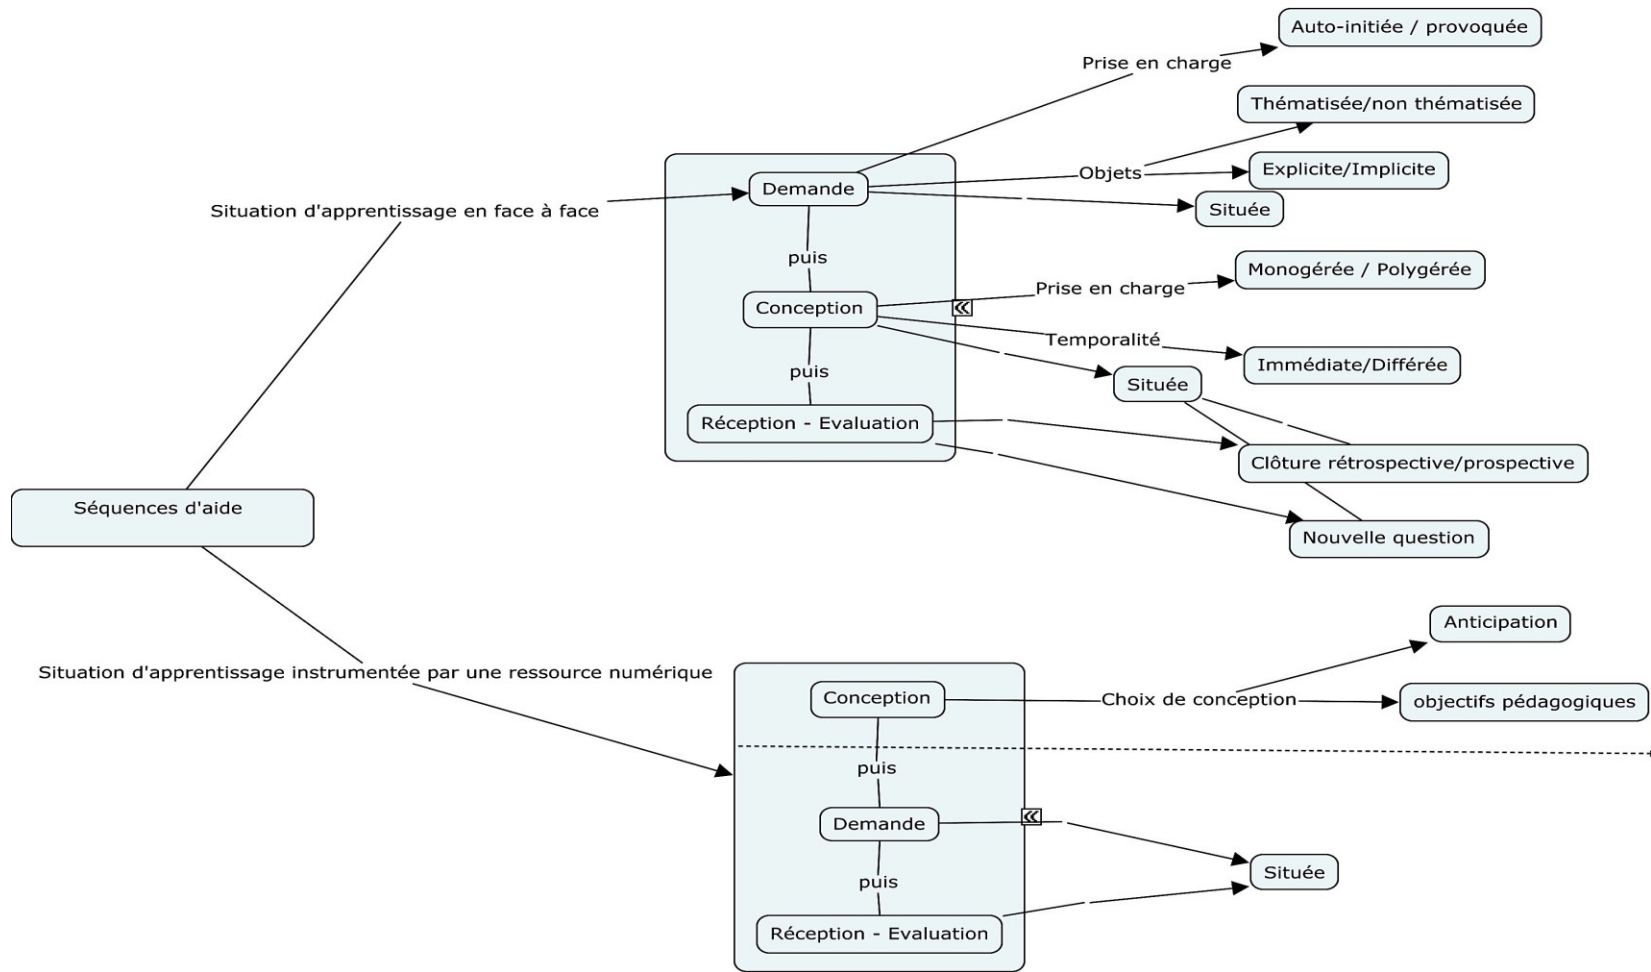 Auto-initiée / provoquée
Prise en charge
Thématisée/non thématisée
Objets
Explicite/Implicite
Demande
Située
Situation d'apprentissage en face à face
puis
Monogérée / Polygérée
Prise en charge
Conception
Temporalité
Immédiate/Différée
puis
Située
Réception - Evaluation
Clôture rétrospective/prospective
Séquences d'aide
Nouvelle question
Anticipation
Situation d'apprentissage instrumentée par une ressource numérique
Conception
Choix de conception
objectifs pédagogiques
puis
Demande
Située
puis
Réception - Evaluation